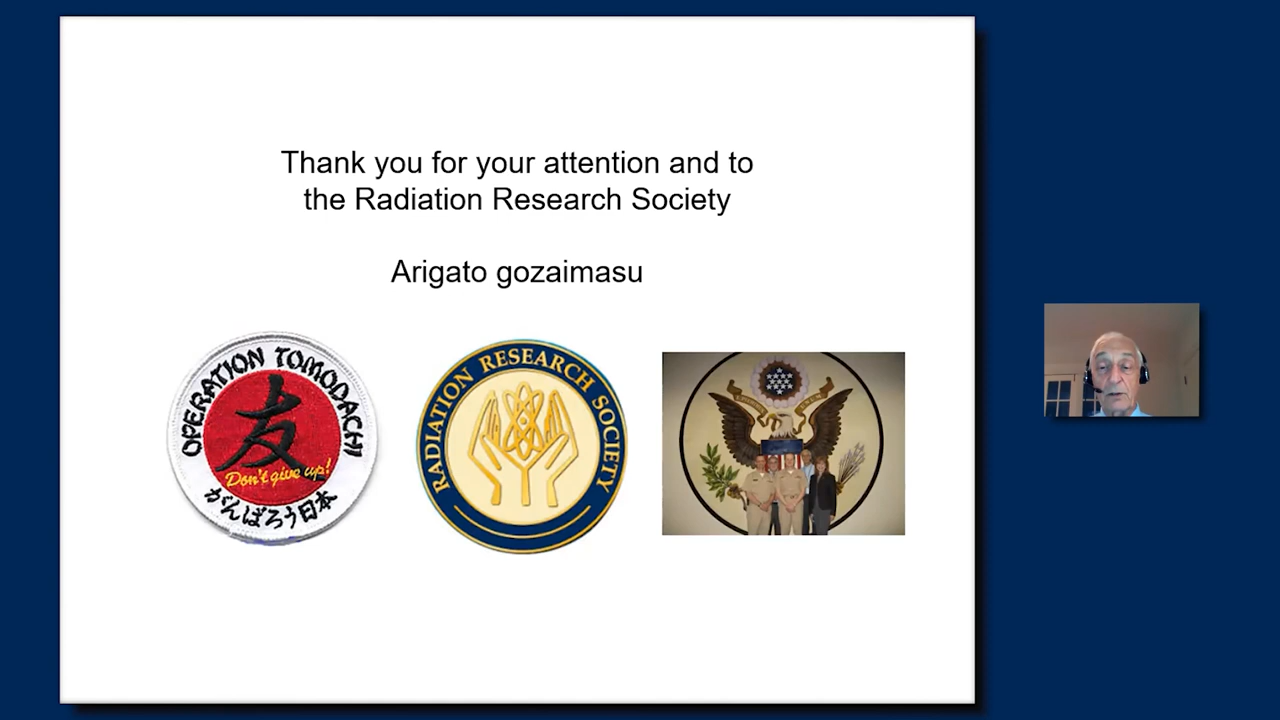 Thank you for your attention and to
the Radiation Research Society
Arigato gozaimasu
OPERATION TOMODACHI
友
Don't give up!
がんばろう日本
RADIATION RESEARCH SOCIETY